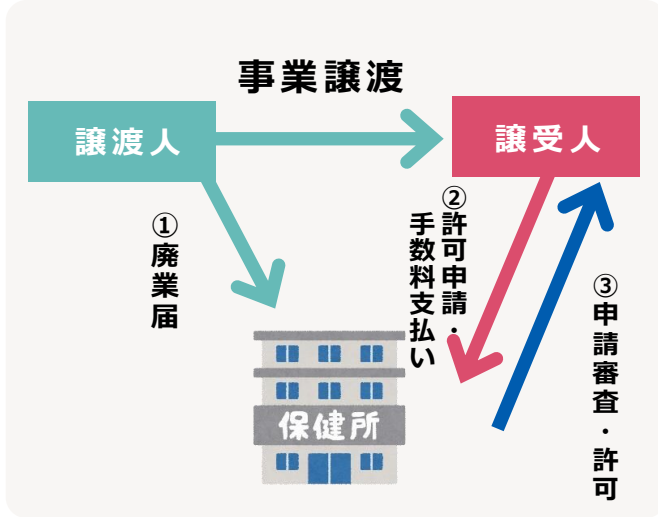 事業譲渡
譲渡人
譲受人
①廃業届
②許可申請・
手数料支払い
③申請審査・許可
保健所